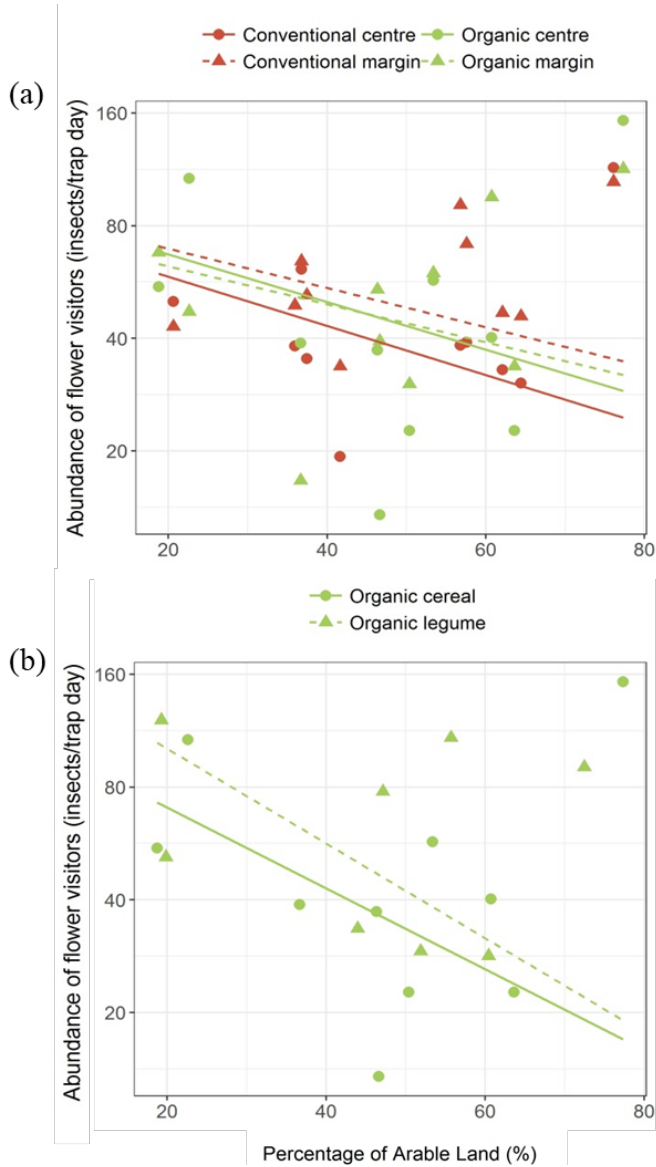 Conventional centre Organic centre
Conventional margin Organic margin
(a)
Abundance of flower visitors (insects/trap day)
160
80
40
20
20 40 60 80
Organic cereal
Organic legume
(b)
Abundance of flower visitors (insects/trap day)
160
80
40
20
20 40 60 80
Percentage of Arable Land (%)